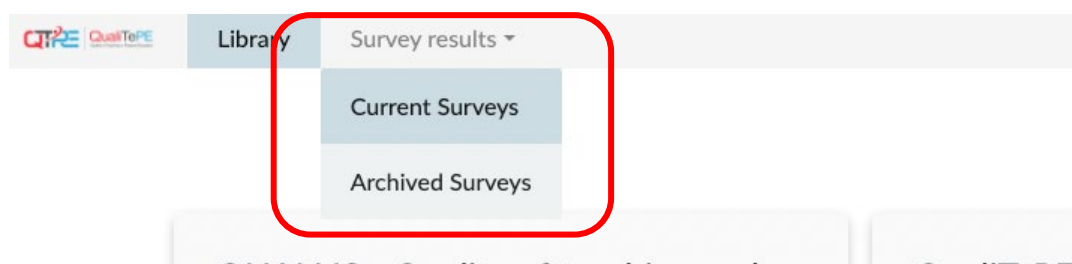 QualiTePE
Library
Survey results
Current Surveys
Archived Surveys